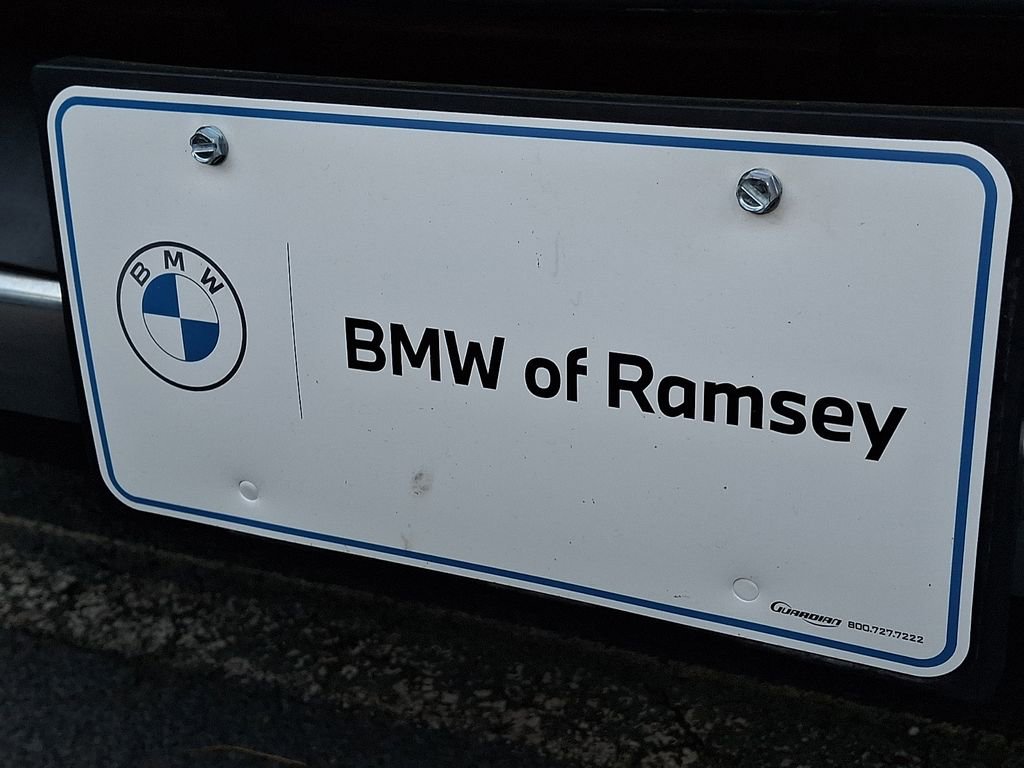 BMW
BMW of Ramsey
GUARDIAN 800.727.7222